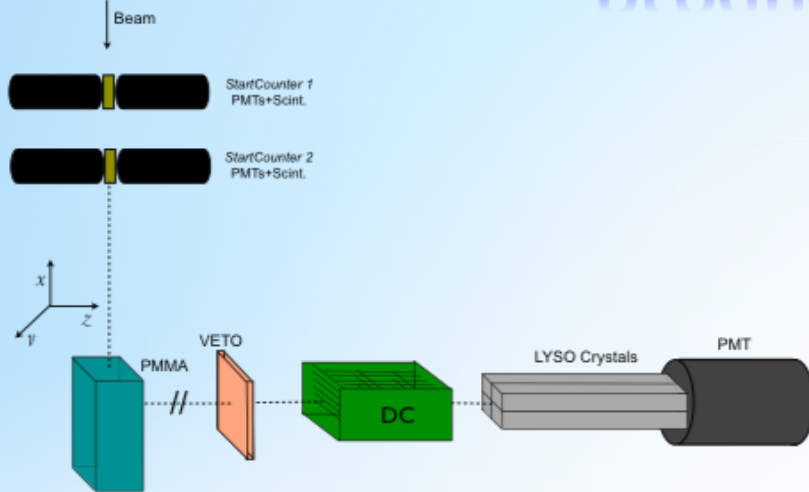 Beam
StartCounter 1
PMTs+Scint.
StartCounter 2
PMTs+Scint.
x
z
y
VETO
PMMA
LYSO Crystals
PMT
DC